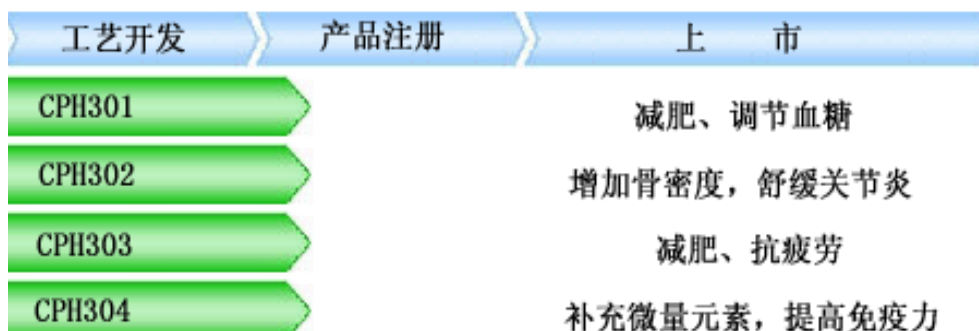 工艺开发 产品注册 上 市
CPH301 减肥、调节血糖
CPH302 增加骨密度，舒缓关节炎
CPH303 减肥、抗疲劳
CPH304 补充微量元素，提高免疫力